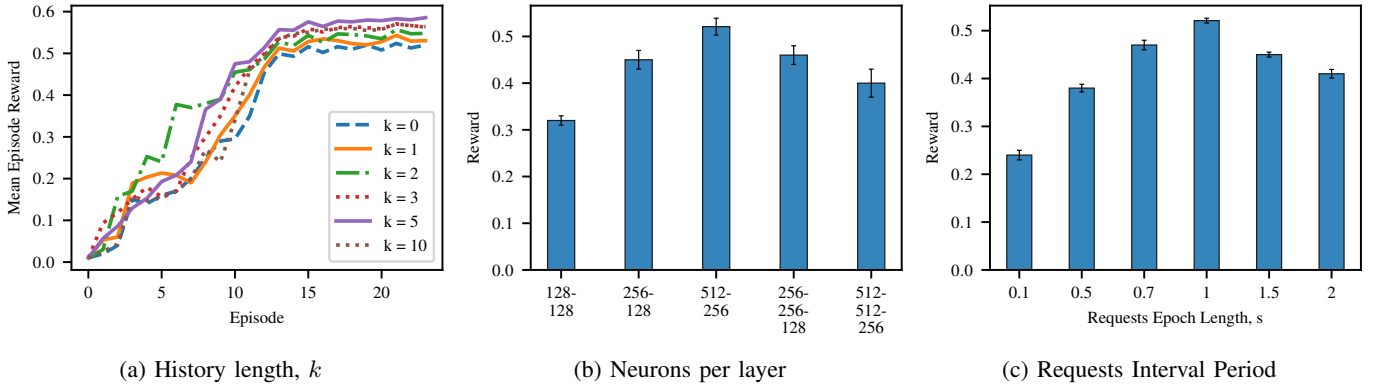 Mean Episode Reward
0.6
0.5
0.4
0.3
0.2
0.1
0.0
k = 0
k = 1
k = 2
k = 3
k = 5
k = 10
0 5 10 15 20
Episode
(a) History length, k
Reward
0.5
0.4
0.3
0.2
0.1
0.0
128-
128
256-
128
512-
256
256-
256-
128
512-
512-
256
(b) Neurons per layer
Reward
0.5
0.4
0.3
0.2
0.1
0.0
0.1 0.5 0.7 1 1.5 2
Requests Epoch Length, s
(c) Requests Interval Period